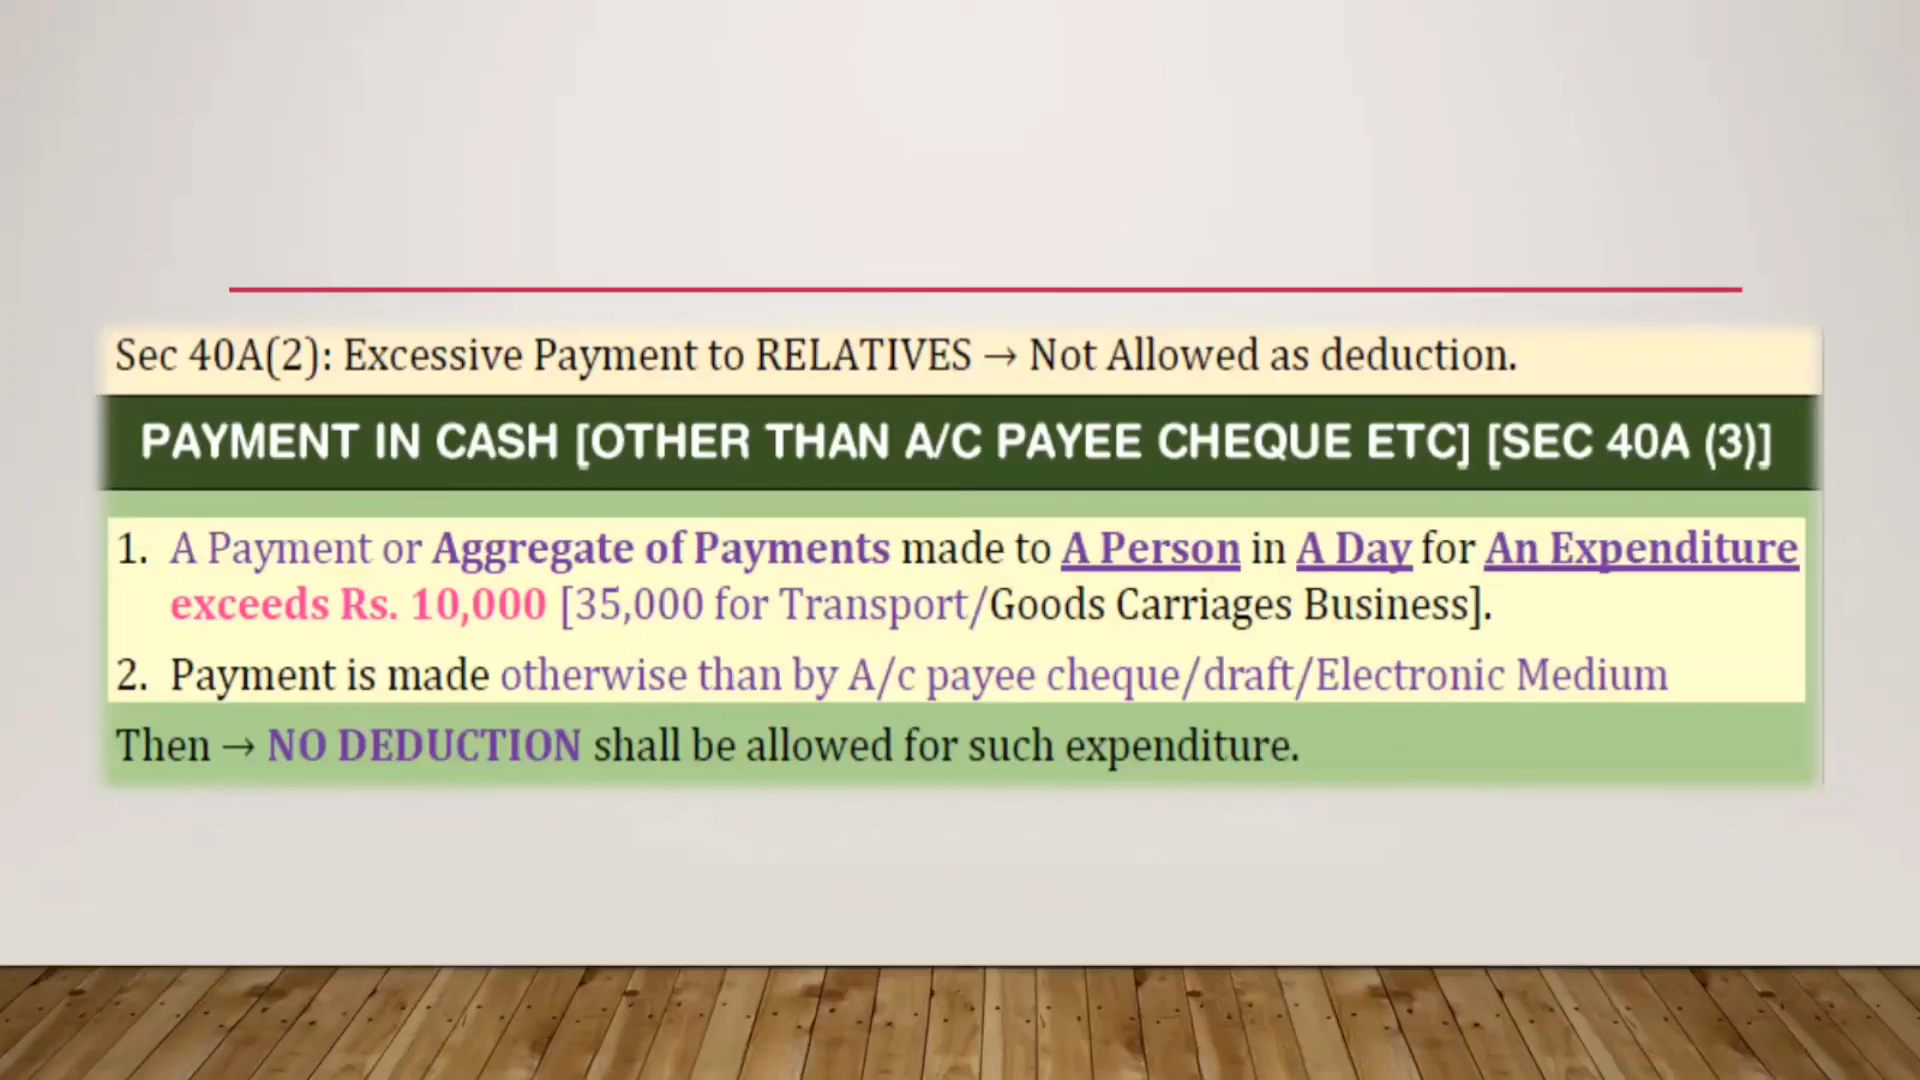 Sec 40A(2): Excessive Payment to RELATIVES → Not Allowed as deduction.
PAYMENT IN CASH [OTHER THAN A/C PAYEE CHEQUE ETC] [SEC 40A (3)]
1. A Payment or Aggregate of Payments made to A Person in A Day for An Expenditure
exceeds Rs. 10,000 [35,000 for Transport/Goods Carriages Business].
2. Payment is made otherwise than by A/c payee cheque/draft/Electronic Medium
Then → NO DEDUCTION shall be allowed for such expenditure.